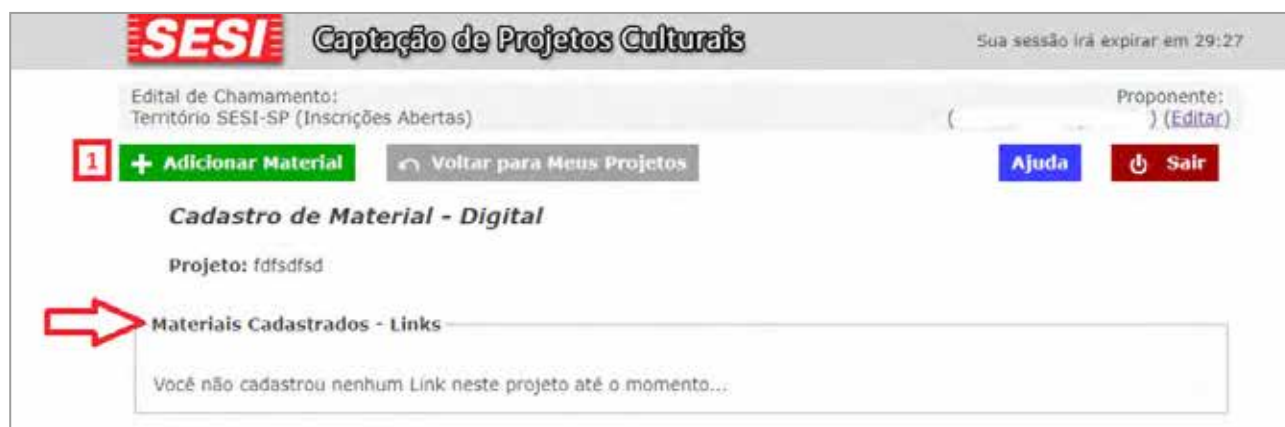 SESI Captação de Projetos Culturais Sua sessão irá expirar em 29:27
Edital de Chamamento: Proponente:
Território SESI-SP (Inscrições Abertas) ( ) (Editar)
1 + Adicionar Material Voltar para Meus Projetos Ajuda Sair
Cadastro de Material - Digital
Projeto: fdfsdfsd
Materiais Cadastrados - Links
Você não cadastrou nenhum Link neste projeto até o momento...